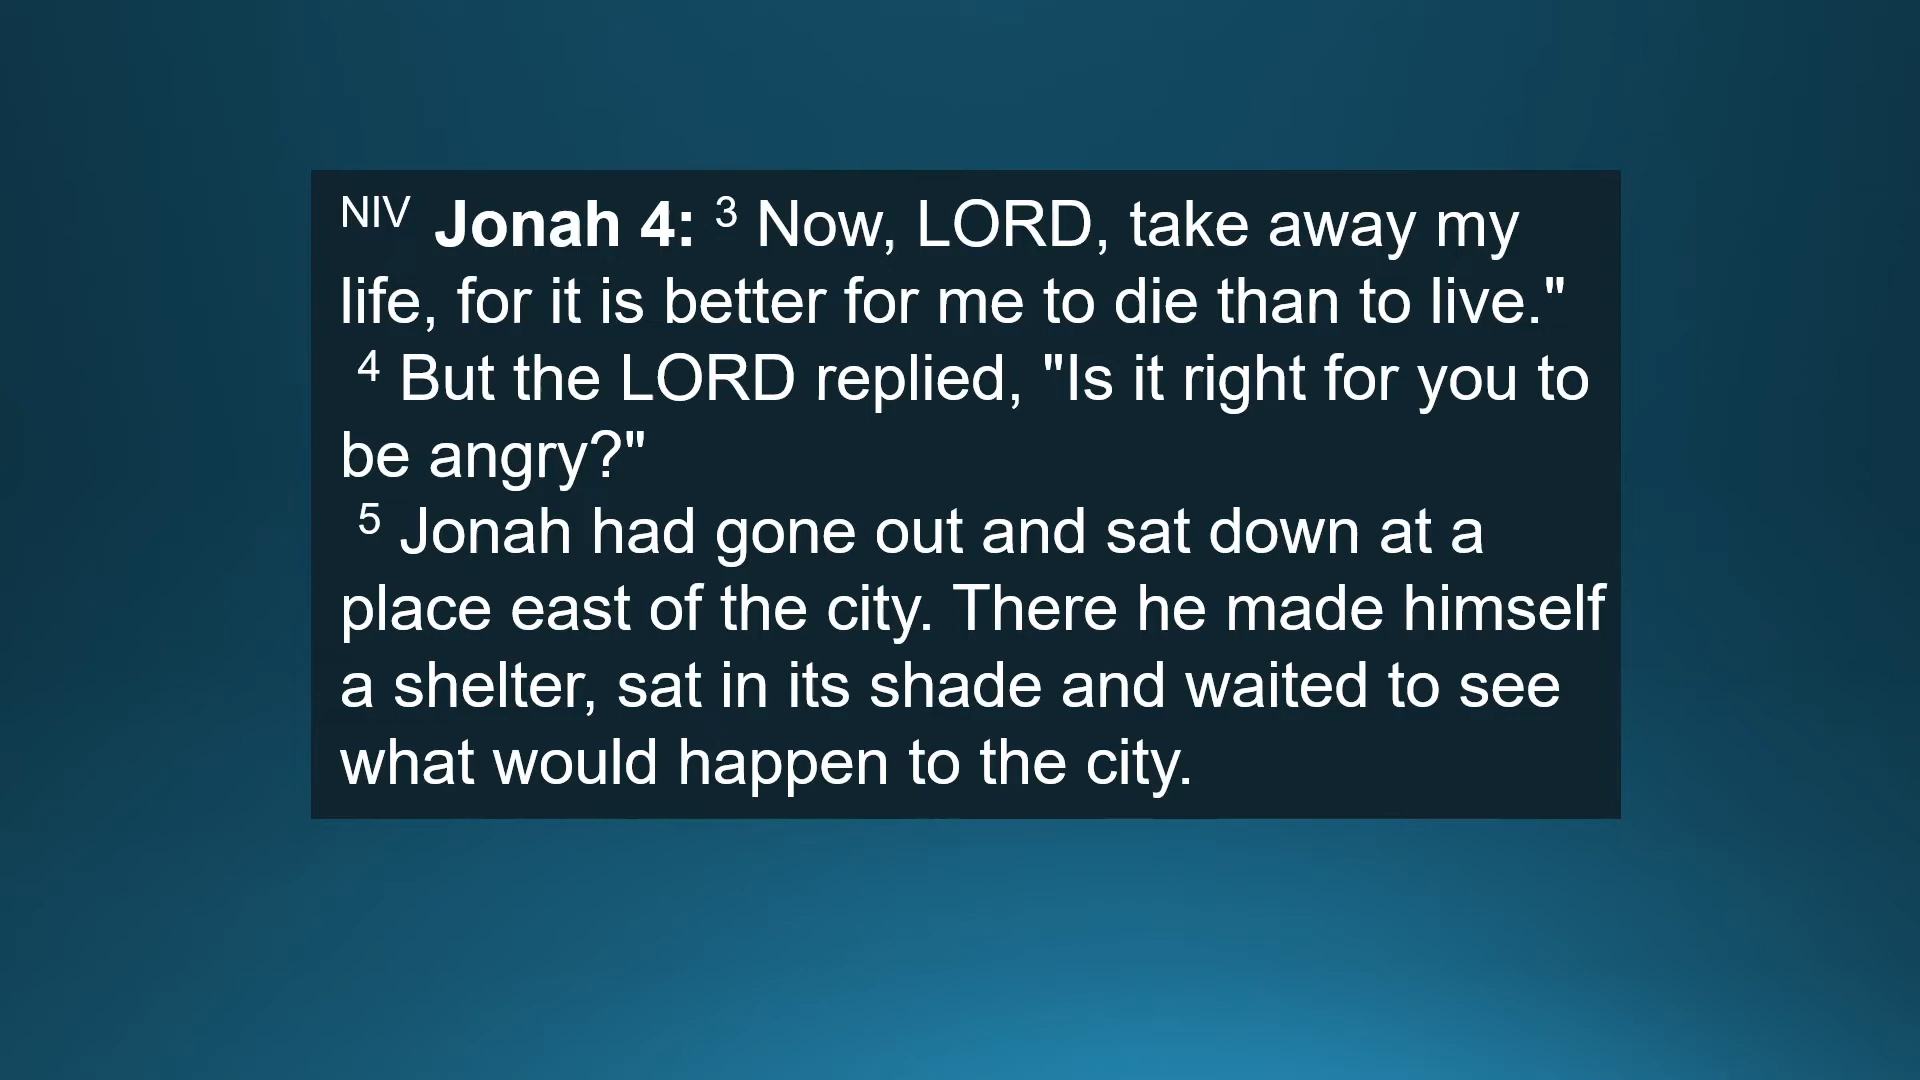 NIV Jonah 4: 3 Now, LORD, take away my
life, for it is better for me to die than to live."
4 But the LORD replied, "Is it right for you to
be angry?"
5 Jonah had gone out and sat down at a
place east of the city. There he made himself
a shelter, sat in its shade and waited to see
what would happen to the city.